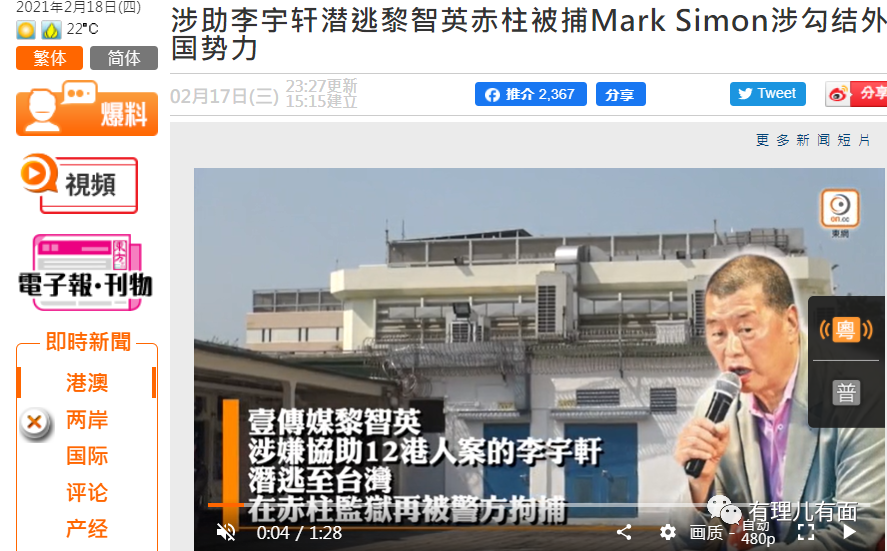 2021年2月18日(四)
22°C
繁体
简体
爆料
視頻
東方
電子報·刊物
即時新聞
港澳
两岸
国际
评论
产经
涉助李宇轩潜逃黎智英赤柱被捕Mark Simon涉勾结外
国势力
02月17日(三)
23:27更新
15:15建立
推介 2,367
分享
Tweet
分享
更多新闻短片
on.cc
東網
粵
普
壹傳媒黎智英
涉嫌協助12港人案的李宇軒
潛逃至台灣
在赤柱監獄再被警方拘捕
有理儿有面
0:04 / 1:28
画质 - 自动
480p